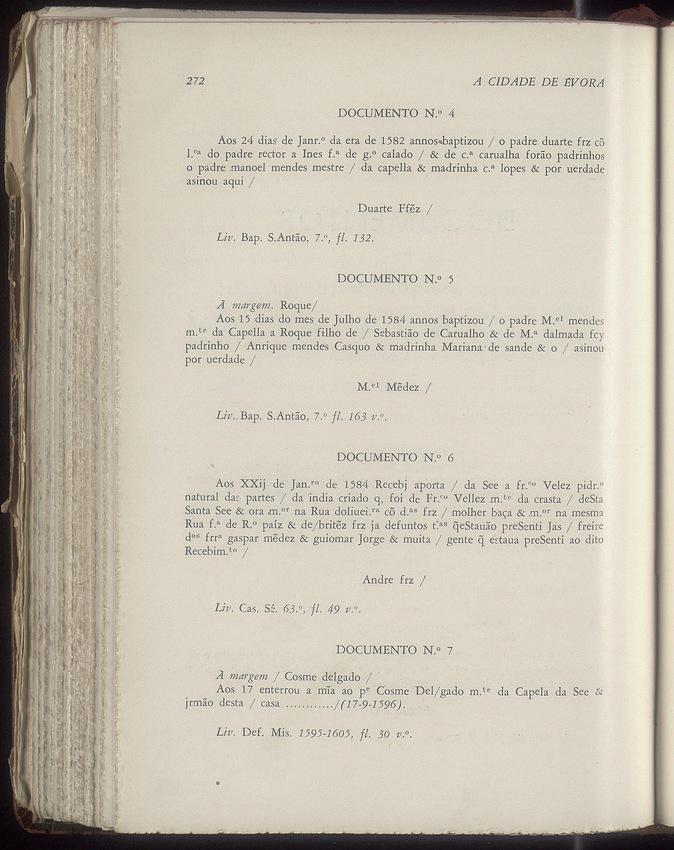 272 A CIDADE DE ÉVORA
DOCUMENTO N.º 4
Aos 24 dias de Janr.º da era de 1582 annos baptizou / o padre duarte frz cõ
l.ᶜᵃ do padre rector a Ines f.ª de g.º calado / & de c.ª carualha forão padrinhos
o padre manoel mendes mestre / da capella & madrinha c.ª lopes & por uerdade
asinou aqui /
Duarte Ffẽz /
Liv. Bap. S.Antão, 7.º, fl. 132.
DOCUMENTO N.º 5
À margem. Roque/
Aos 15 dias do mes de Julho de 1584 annos baptizou / o padre M.ᵉˡ mendes
m.ᵗᵉ da Capella a Roque filho de / Sebastião de Carualho & de M.ª dalmada foy
padrinho / Anrique mendes Casquo & madrinha Mariana de sande & o / asinou
por uerdade /
M.ᵉˡ Mẽdez /
Liv. Bap. S.Antão, 7.º fl. 163 v.º.
DOCUMENTO N.º 6
Aos XXij de Jan.ʳᵒ de 1584 Recebj aporta / da See a fr.ᶜᵒ Velez pidr.º
natural das partes / da india criado q, foi de Fr.ᶜᵒ Vellez m.ᵗᵉ da crasta / deSta
Santa See & ora m.ᵒʳ na Rua doliuei.ʳᵃ cõ d.ᵃˢ frz / molher baça & m.ᵒʳ na mesma
Rua f.ª de R.º paíz & de/britẽz frz ja defuntos t.ᵃˢ q̃eStauão preSenti Jas / freire
dᵒˢ frrª gaspar mẽdez & guiomar Jorge & muita / gente q̃ estaua preSenti ao dito
Recebim.ᵗᵒ /
Andre frz /
Liv. Cas. Sé. 63.º, fl. 49 v.º.
DOCUMENTO N.º 7
À margem / Cosme delgado /
Aos 17 enterrou a mĩa ao pᵉ Cosme Del/gado m.ᵗᵉ da Capela da See &
jrmão desta / casa ............/(17-9-1596).
Liv. Def. Mis. 1595-1605, fl. 30 v.º.